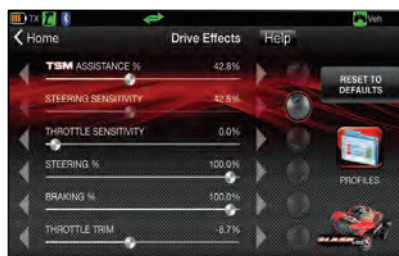 TX Veh
Home Drive Effects Help
TSM ASSISTANCE % 42.8%
STEERING SENSITIVITY 42.8%
THROTTLE SENSITIVITY 0.0%
STEERING % 100.0%
BRAKING % 100.0%
THROTTLE TRIM -8.7%
RESET TO
DEFAULTS
PROFILES
SLASH